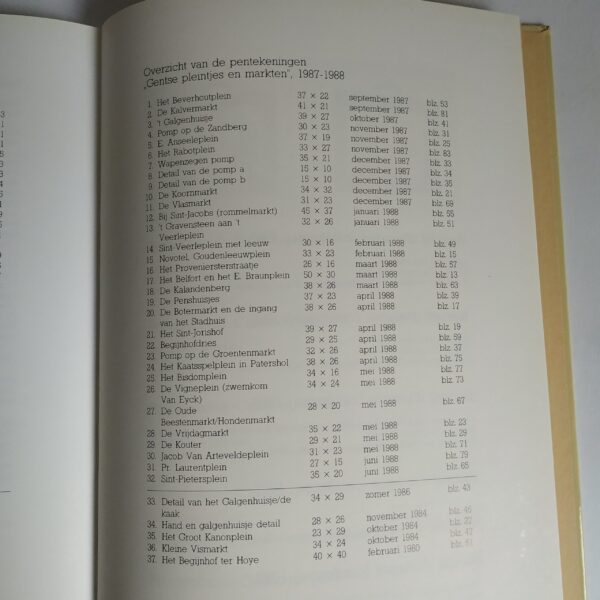 Overzicht van de pentekeningen
„Gentse pleintjes en markten”, 1987-1988
1. Het Beverhoutplein 37 × 22 september 1987 blz. 53
2. De Kalvermarkt 41 × 21 september 1987 blz. 81
3. 't Galgenhuisje 39 × 27 oktober 1987 blz. 41
4. Pomp op de Zandberg 30 × 23 november 1987 blz. 31
5. E. Anseeleplein 37 × 19 november 1987 blz. 25
6. Het Rabotplein 33 × 27 november 1987 blz. 83
7. Wapenzegen pomp 35 × 21 december 1987 blz. 33
8. Detail van de pomp a 15 × 10 december 1987 blz. 34
9. Detail van de pomp b 15 × 10 december 1987 blz. 35
10. De Koornmarkt 34 × 32 december 1987 blz. 21
11. De Vlasmarkt 31 × 23 december 1987 blz. 69
12. Bij Sint-Jacobs (rommelmarkt) 45 × 37 januari 1988 blz. 55
13. 't Gravensteen aan 't 32 × 26 januari 1988 blz. 51
Veerleplein
14. Sint-Veerleplein met leeuw 30 × 16 februari 1988 blz. 49
15. Novotel, Goudenleeuwplein 33 × 23 februari 1988 blz. 15
16. Het Proveniersterstraatje 26 × 16 maart 1988 blz. 57
17. Het Belfort en het E. Braunplein 50 × 30 maart 1988 blz. 13
18. De Kalandenberg 38 × 26 maart 1988 blz. 63
19. De Penshuisjes 37 × 23 april 1988 blz. 39
20. De Botermarkt en de ingang 38 × 26 april 1988 blz. 17
van het Stadhuis
21. Het Sint-Jorishof 39 × 27 april 1988 blz. 19
22. Begijnhofdries 29 × 25 april 1988 blz. 59
23. Pomp op de Groentenmarkt 32 × 26 april 1988 blz. 37
24. Het Kaatsspelplein in Patershol 38 × 26 april 1988 blz. 75
25. Het Bisdomplein 34 × 16 mei 1988 blz. 77
26. De Vigneplein (zwemkom 34 × 24 mei 1988 blz. 73
Van Eyck)
27. De Oude 28 × 20 mei 1988 blz. 67
Beestenmarkt/Hondenmarkt
28. De Vrijdagmarkt 35 × 22 mei 1988 blz. 23
29. De Kouter 29 × 21 mei 1988 blz. 29
30. Jacob Van Arteveldeplein 31 × 23 mei 1988 blz. 71
31. Pr. Laurentplein 27 × 15 juni 1988 blz. 79
32. Sint-Pietersplein 35 × 20 juni 1988 blz. 65
33. Detail van het Galgenhuisje/de 34 × 29 zomer 1986 blz. 43
kaak
34. Hand en galgenhuisje detail 28 × 26 november 1984 blz. 45
35. Het Groot Kanonplein 23 × 29 oktober 1984 blz. 27
36. Kleine Vismarkt 34 × 24 oktober 1984 blz. 47
37. Het Begijnhof ter Hoye 40 × 40 februari 1980 blz. 61